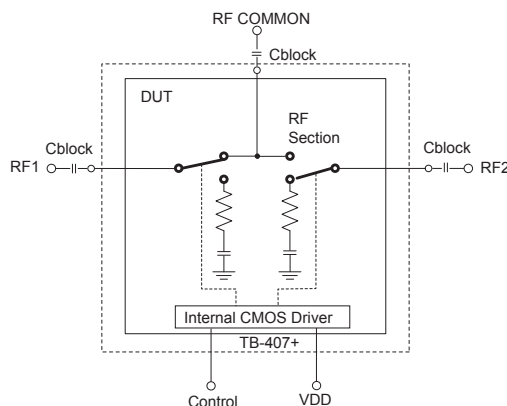 RF COMMON
Cblock
DUT
RF
Section
Cblock
RF1
Cblock
RF2
Internal CMOS Driver
TB-407+
Control
VDD